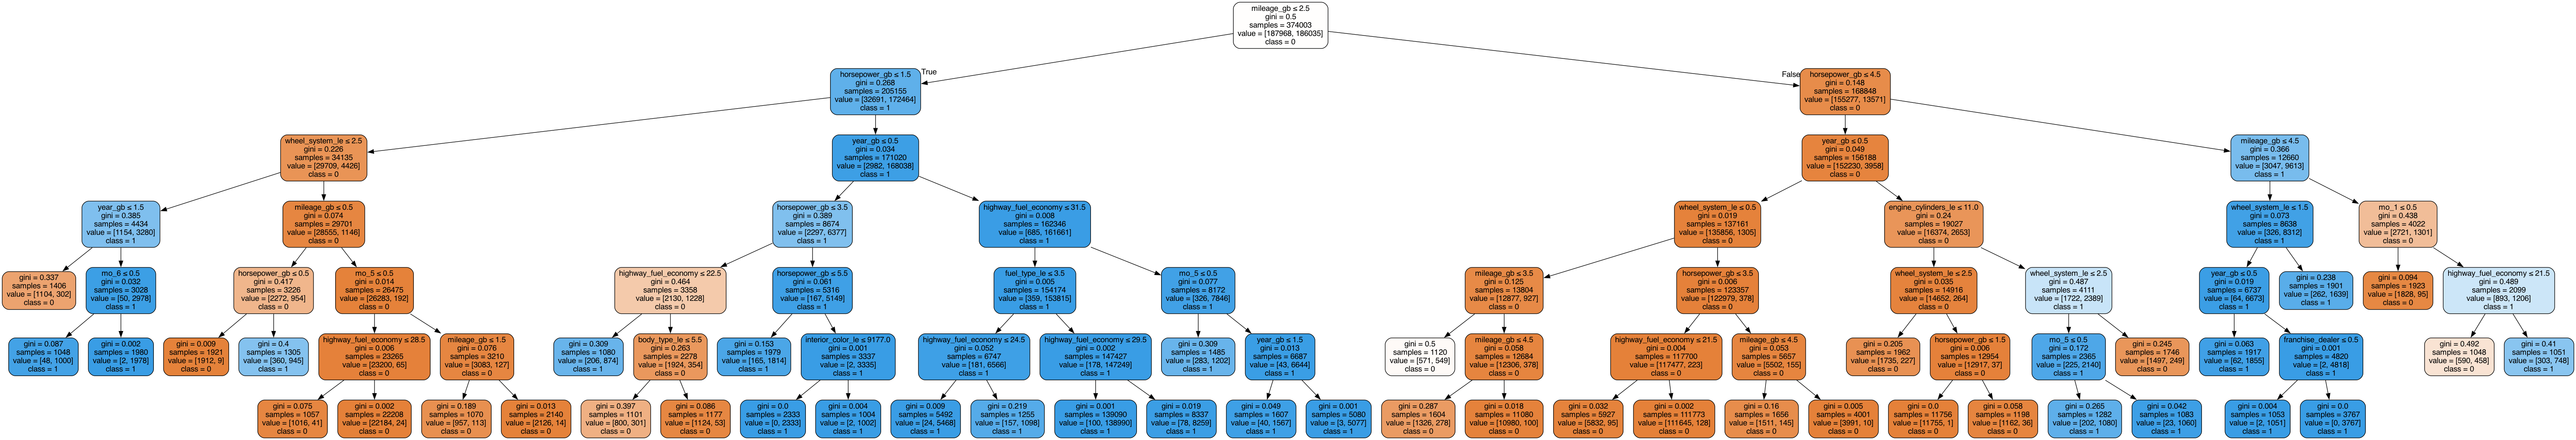 mileage_gb ≤ 2.5
gini = 0.5
samples = 374003
value = [187968, 186035]
class = 0
True
False
horsepower_gb ≤ 1.5
gini = 0.268
samples = 205155
value = [32691, 172464]
class = 1
horsepower_gb ≤ 4.5
gini = 0.148
samples = 168848
value = [155277, 13571]
class = 0
wheel_system_le ≤ 2.5
gini = 0.226
samples = 34135
value = [29709, 4426]
class = 0
year_gb ≤ 0.5
gini = 0.034
samples = 171020
value = [2982, 168038]
class = 1
year_gb ≤ 0.5
gini = 0.049
samples = 156188
value = [152230, 3958]
class = 0
mileage_gb ≤ 4.5
gini = 0.366
samples = 12660
value = [3047, 9613]
class = 1
year_gb ≤ 1.5
gini = 0.385
samples = 4434
value = [1154, 3280]
class = 1
mileage_gb ≤ 0.5
gini = 0.074
samples = 29701
value = [28555, 1146]
class = 0
horsepower_gb ≤ 3.5
gini = 0.389
samples = 8674
value = [2297, 6377]
class = 1
highway_fuel_economy ≤ 31.5
gini = 0.008
samples = 162346
value = [685, 161661]
class = 1
wheel_system_le ≤ 0.5
gini = 0.019
samples = 137161
value = [135856, 1305]
class = 0
engine_cylinders_le ≤ 11.0
gini = 0.24
samples = 19027
value = [16374, 2653]
class = 0
wheel_system_le ≤ 1.5
gini = 0.073
samples = 8638
value = [326, 8312]
class = 1
mo_1 ≤ 0.5
gini = 0.438
samples = 4022
value = [2721, 1301]
class = 0
gini = 0.337
samples = 1406
value = [1104, 302]
class = 0
mo_6 ≤ 0.5
gini = 0.032
samples = 3028
value = [50, 2978]
class = 1
horsepower_gb ≤ 0.5
gini = 0.417
samples = 3226
value = [2272, 954]
class = 0
mo_5 ≤ 0.5
gini = 0.014
samples = 26475
value = [26283, 192]
class = 0
highway_fuel_economy ≤ 22.5
gini = 0.464
samples = 3358
value = [2130, 1228]
class = 0
horsepower_gb ≤ 5.5
gini = 0.061
samples = 5316
value = [167, 5149]
class = 1
fuel_type_le ≤ 3.5
gini = 0.005
samples = 154174
value = [359, 153815]
class = 1
mo_5 ≤ 0.5
gini = 0.077
samples = 8172
value = [326, 7846]
class = 1
mileage_gb ≤ 3.5
gini = 0.125
samples = 13804
value = [12877, 927]
class = 0
horsepower_gb ≤ 3.5
gini = 0.006
samples = 123357
value = [122979, 378]
class = 0
wheel_system_le ≤ 2.5
gini = 0.035
samples = 14916
value = [14652, 264]
class = 0
wheel_system_le ≤ 2.5
gini = 0.487
samples = 4111
value = [1722, 2389]
class = 1
year_gb ≤ 0.5
gini = 0.019
samples = 6737
value = [64, 6673]
class = 1
gini = 0.238
samples = 1901
value = [262, 1639]
class = 1
gini = 0.094
samples = 1923
value = [1828, 95]
class = 0
highway_fuel_economy ≤ 21.5
gini = 0.489
samples = 2099
value = [893, 1206]
class = 1
gini = 0.087
samples = 1048
value = [48, 1000]
class = 1
gini = 0.002
samples = 1980
value = [2, 1978]
class = 1
gini = 0.009
samples = 1921
value = [1912, 9]
class = 0
gini = 0.4
samples = 1305
value = [360, 945]
class = 1
highway_fuel_economy ≤ 28.5
gini = 0.006
samples = 23265
value = [23200, 65]
class = 0
mileage_gb ≤ 1.5
gini = 0.076
samples = 3210
value = [3083, 127]
class = 0
gini = 0.309
samples = 1080
value = [206, 874]
class = 1
body_type_le ≤ 5.5
gini = 0.263
samples = 2278
value = [1924, 354]
class = 0
gini = 0.153
samples = 1979
value = [165, 1814]
class = 1
interior_color_le ≤ 9177.0
gini = 0.001
samples = 3337
value = [2, 3335]
class = 1
highway_fuel_economy ≤ 24.5
gini = 0.052
samples = 6747
value = [181, 6566]
class = 1
highway_fuel_economy ≤ 29.5
gini = 0.002
samples = 147427
value = [178, 147249]
class = 1
gini = 0.309
samples = 1485
value = [283, 1202]
class = 1
year_gb ≤ 1.5
gini = 0.013
samples = 6687
value = [43, 6644]
class = 1
gini = 0.5
samples = 1120
value = [571, 549]
class = 0
mileage_gb ≤ 4.5
gini = 0.058
samples = 12684
value = [12306, 378]
class = 0
highway_fuel_economy ≤ 21.5
gini = 0.004
samples = 117700
value = [117477, 223]
class = 0
mileage_gb ≤ 4.5
gini = 0.053
samples = 5657
value = [5502, 155]
class = 0
gini = 0.205
samples = 1962
value = [1735, 227]
class = 0
horsepower_gb ≤ 1.5
gini = 0.006
samples = 12954
value = [12917, 37]
class = 0
mo_5 ≤ 0.5
gini = 0.172
samples = 2365
value = [225, 2140]
class = 1
gini = 0.245
samples = 1746
value = [1497, 249]
class = 0
gini = 0.063
samples = 1917
value = [62, 1855]
class = 1
franchise_dealer ≤ 0.5
gini = 0.001
samples = 4820
value = [2, 4818]
class = 1
gini = 0.492
samples = 1048
value = [590, 458]
class = 0
gini = 0.41
samples = 1051
value = [303, 748]
class = 1
gini = 0.075
samples = 1057
value = [1016, 41]
class = 0
gini = 0.002
samples = 22208
value = [22184, 24]
class = 0
gini = 0.189
samples = 1070
value = [957, 113]
class = 0
gini = 0.013
samples = 2140
value = [2126, 14]
class = 0
gini = 0.397
samples = 1101
value = [800, 301]
class = 0
gini = 0.086
samples = 1177
value = [1124, 53]
class = 0
gini = 0.0
samples = 2333
value = [0, 2333]
class = 1
gini = 0.004
samples = 1004
value = [2, 1002]
class = 1
gini = 0.009
samples = 5492
value = [24, 5468]
class = 1
gini = 0.219
samples = 1255
value = [157, 1098]
class = 1
gini = 0.001
samples = 139090
value = [100, 138990]
class = 1
gini = 0.019
samples = 8337
value = [78, 8259]
class = 1
gini = 0.049
samples = 1607
value = [40, 1567]
class = 1
gini = 0.001
samples = 5080
value = [3, 5077]
class = 1
gini = 0.287
samples = 1604
value = [1326, 278]
class = 0
gini = 0.018
samples = 11080
value = [10980, 100]
class = 0
gini = 0.032
samples = 5927
value = [5832, 95]
class = 0
gini = 0.002
samples = 111773
value = [111645, 128]
class = 0
gini = 0.16
samples = 1656
value = [1511, 145]
class = 0
gini = 0.005
samples = 4001
value = [3991, 10]
class = 0
gini = 0.0
samples = 11756
value = [11755, 1]
class = 0
gini = 0.058
samples = 1198
value = [1162, 36]
class = 0
gini = 0.265
samples = 1282
value = [202, 1080]
class = 1
gini = 0.042
samples = 1083
value = [23, 1060]
class = 1
gini = 0.004
samples = 1053
value = [2, 1051]
class = 1
gini = 0.0
samples = 3767
value = [0, 3767]
class = 1